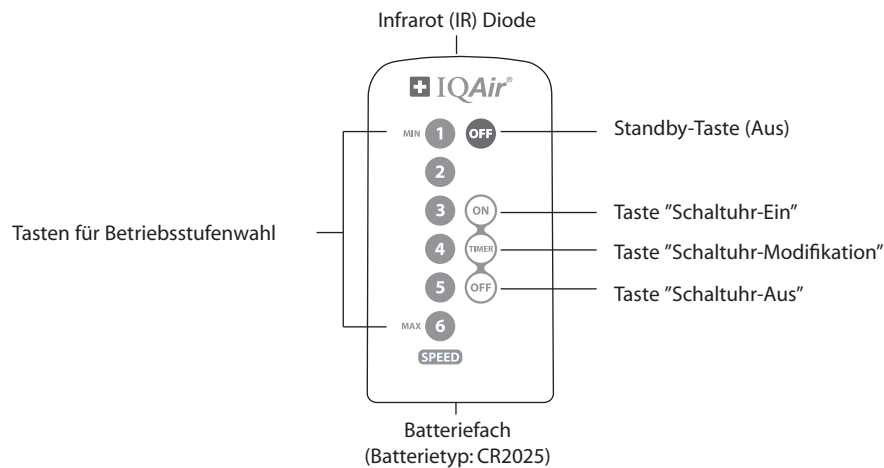 Infrarot (IR) Diode
IQAir®
MIN 1 OFF
Standby-Taste (Aus)
2
3 ON
Taste "Schaltuhr-Ein"
Tasten für Betriebsstufenwahl
4 TIMER
Taste "Schaltuhr-Modifikation"
5 OFF
Taste "Schaltuhr-Aus"
MAX 6
SPEED
Batteriefach
(Batterietyp: CR2025)